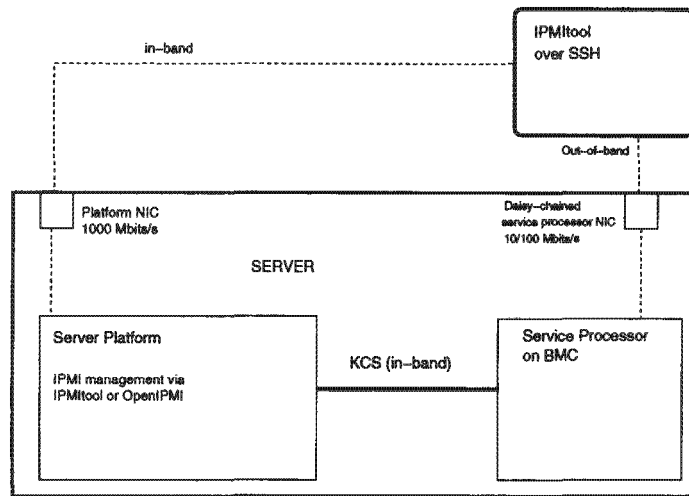 IPMItool
over SSH
in-band
Out-of-band
Platform NIC
1000 Mbits/s
Daisy-chained
service processor NIC
10/100 Mbits/s
SERVER
Server Platform
IPMI management via
IPMItool or OpenIPMI
KCS (in-band)
Service Processor
on BMC